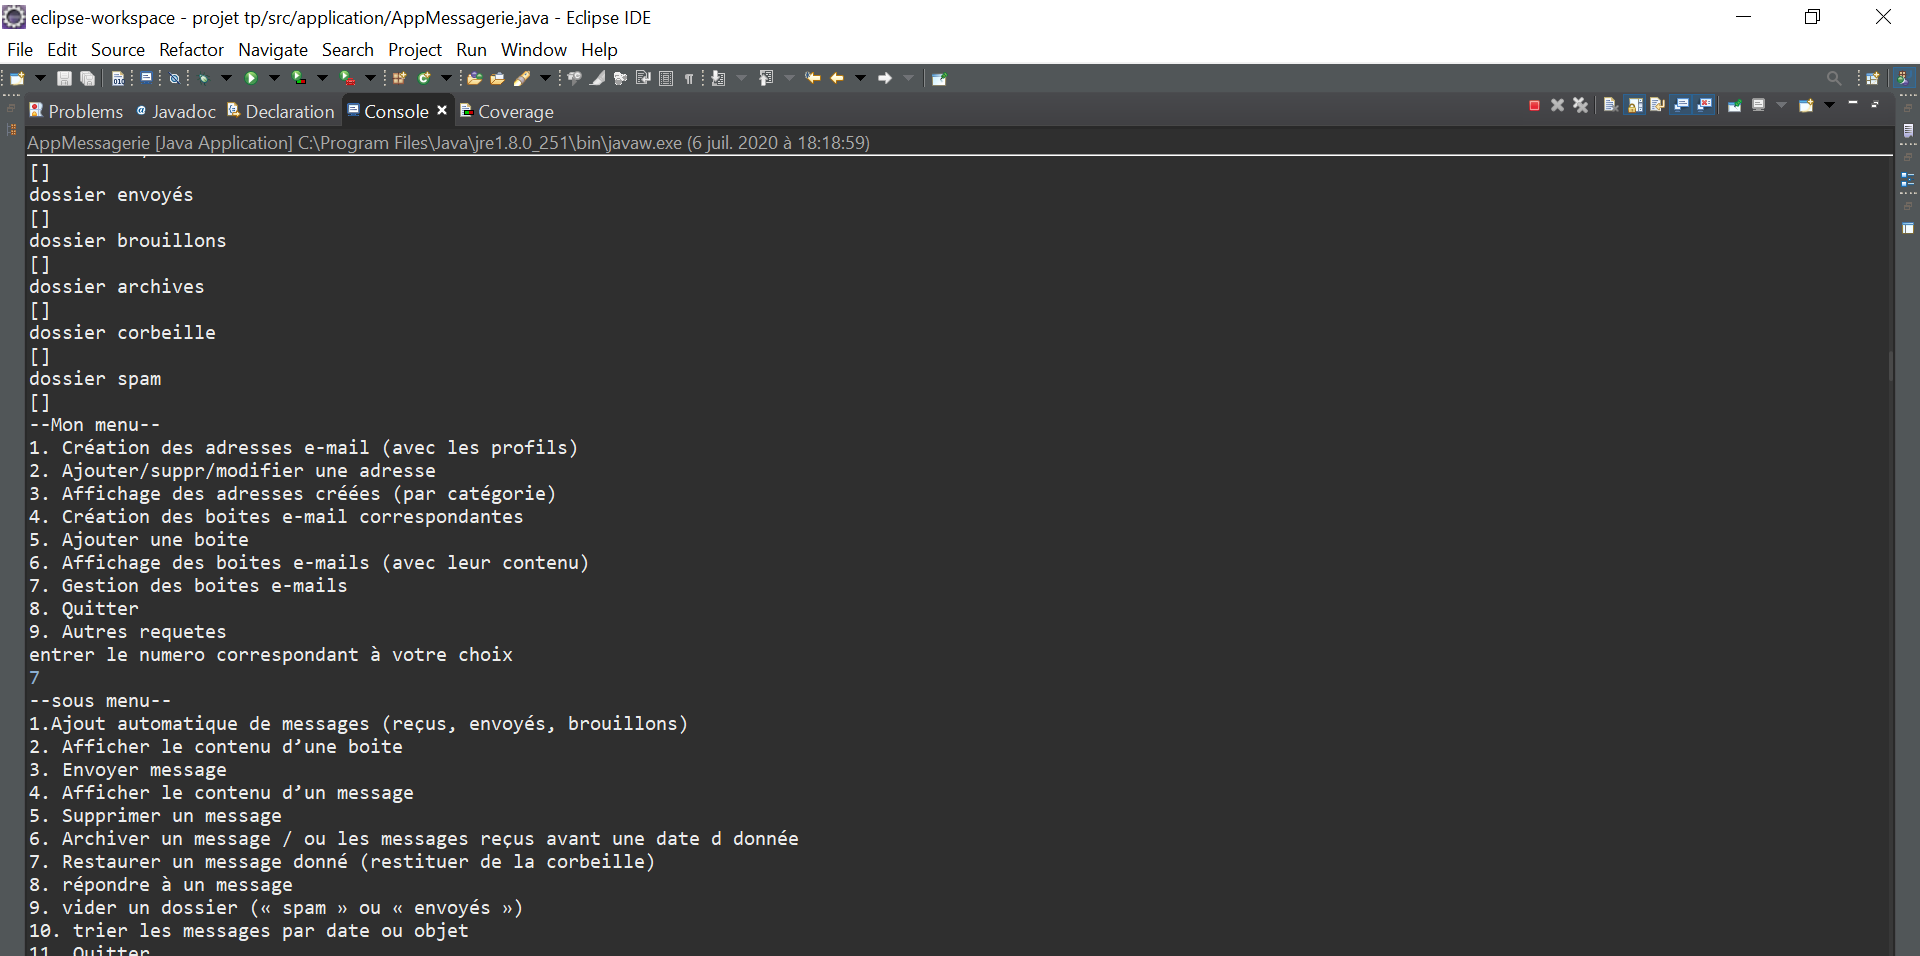 eclipse-workspace - projet tp/src/application/AppMessagerie.java - Eclipse IDE
File Edit Source Refactor Navigate Search Project Run Window Help
Problems Javadoc Declaration Console Coverage
AppMessagerie [Java Application] C:\Program Files\Java\jre1.8.0_251\bin\javaw.exe (6 juil. 2020 à 18:18:59)
[]
dossier envoyés
[]
dossier brouillons
[]
dossier archives
[]
dossier corbeille
[]
dossier spam
[]
--Mon menu--
1. Création des adresses e-mail (avec les profils)
2. Ajouter/suppr/modifier une adresse
3. Affichage des adresses créées (par catégorie)
4. Création des boites e-mail correspondantes
5. Ajouter une boite
6. Affichage des boites e-mails (avec leur contenu)
7. Gestion des boites e-mails
8. Quitter
9. Autres requetes
entrer le numero correspondant à votre choix
7
--sous menu--
1.Ajout automatique de messages (reçus, envoyés, brouillons)
2. Afficher le contenu d’une boite
3. Envoyer message
4. Afficher le contenu d’un message
5. Supprimer un message
6. Archiver un message / ou les messages reçus avant une date d donnée
7. Restaurer un message donné (restituer de la corbeille)
8. répondre à un message
9. vider un dossier (« spam » ou « envoyés »)
10. trier les messages par date ou objet
11. Quitter